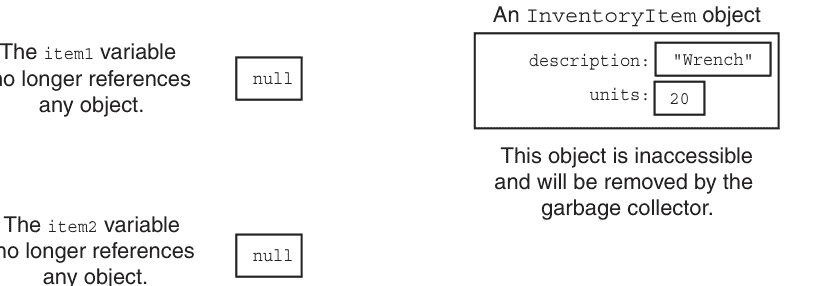 An InventoryItem object
The item1 variable
no longer references
any object.
null
description: "Wrench"
units: 20
This object is inaccessible
and will be removed by the
garbage collector.
The item2 variable
no longer references
any object.
null